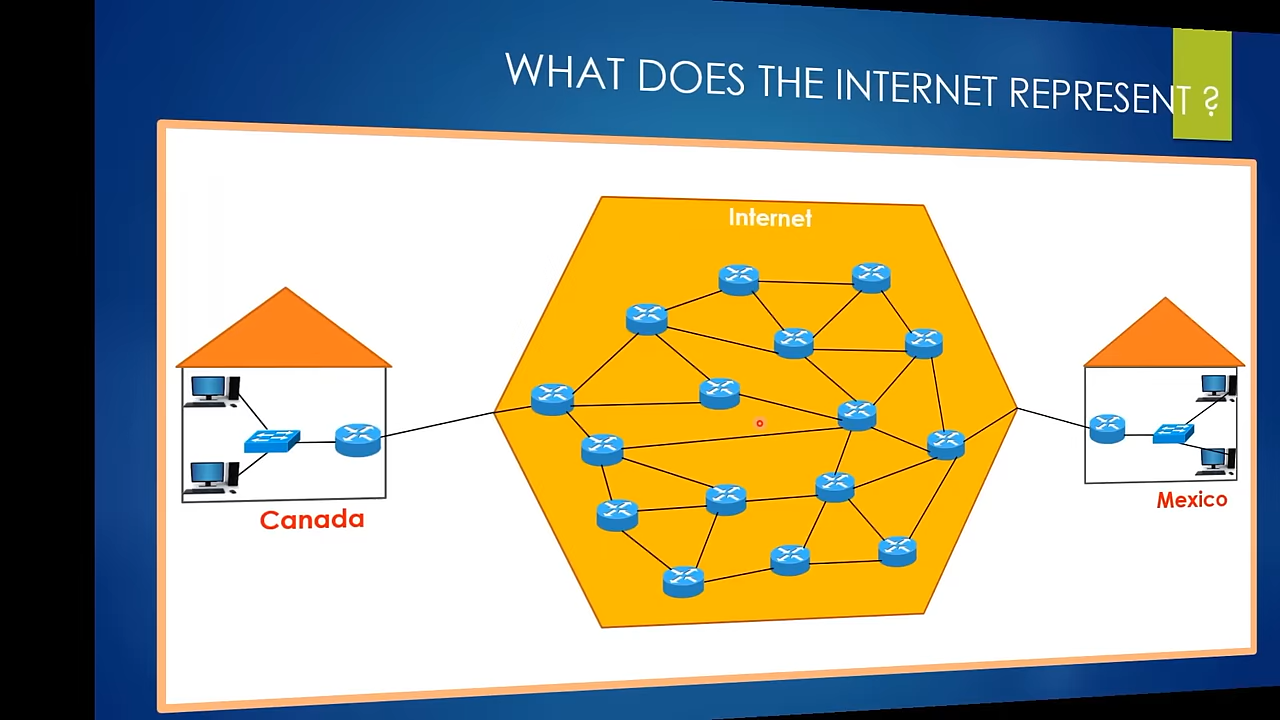 WHAT DOES THE INTERNET REPRESENT ?
Internet
Canada
Mexico